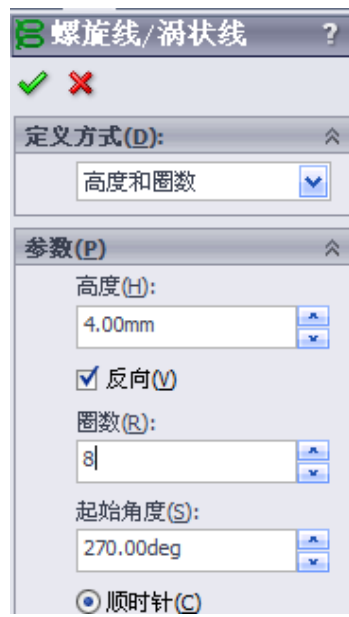 螺旋线/涡状线 ?
定义方式(D):
高度和圈数
参数(P)
高度(H):
4.00mm
反向(V)
圈数(R):
8
起始角度(S):
270.00deg
顺时针(C)